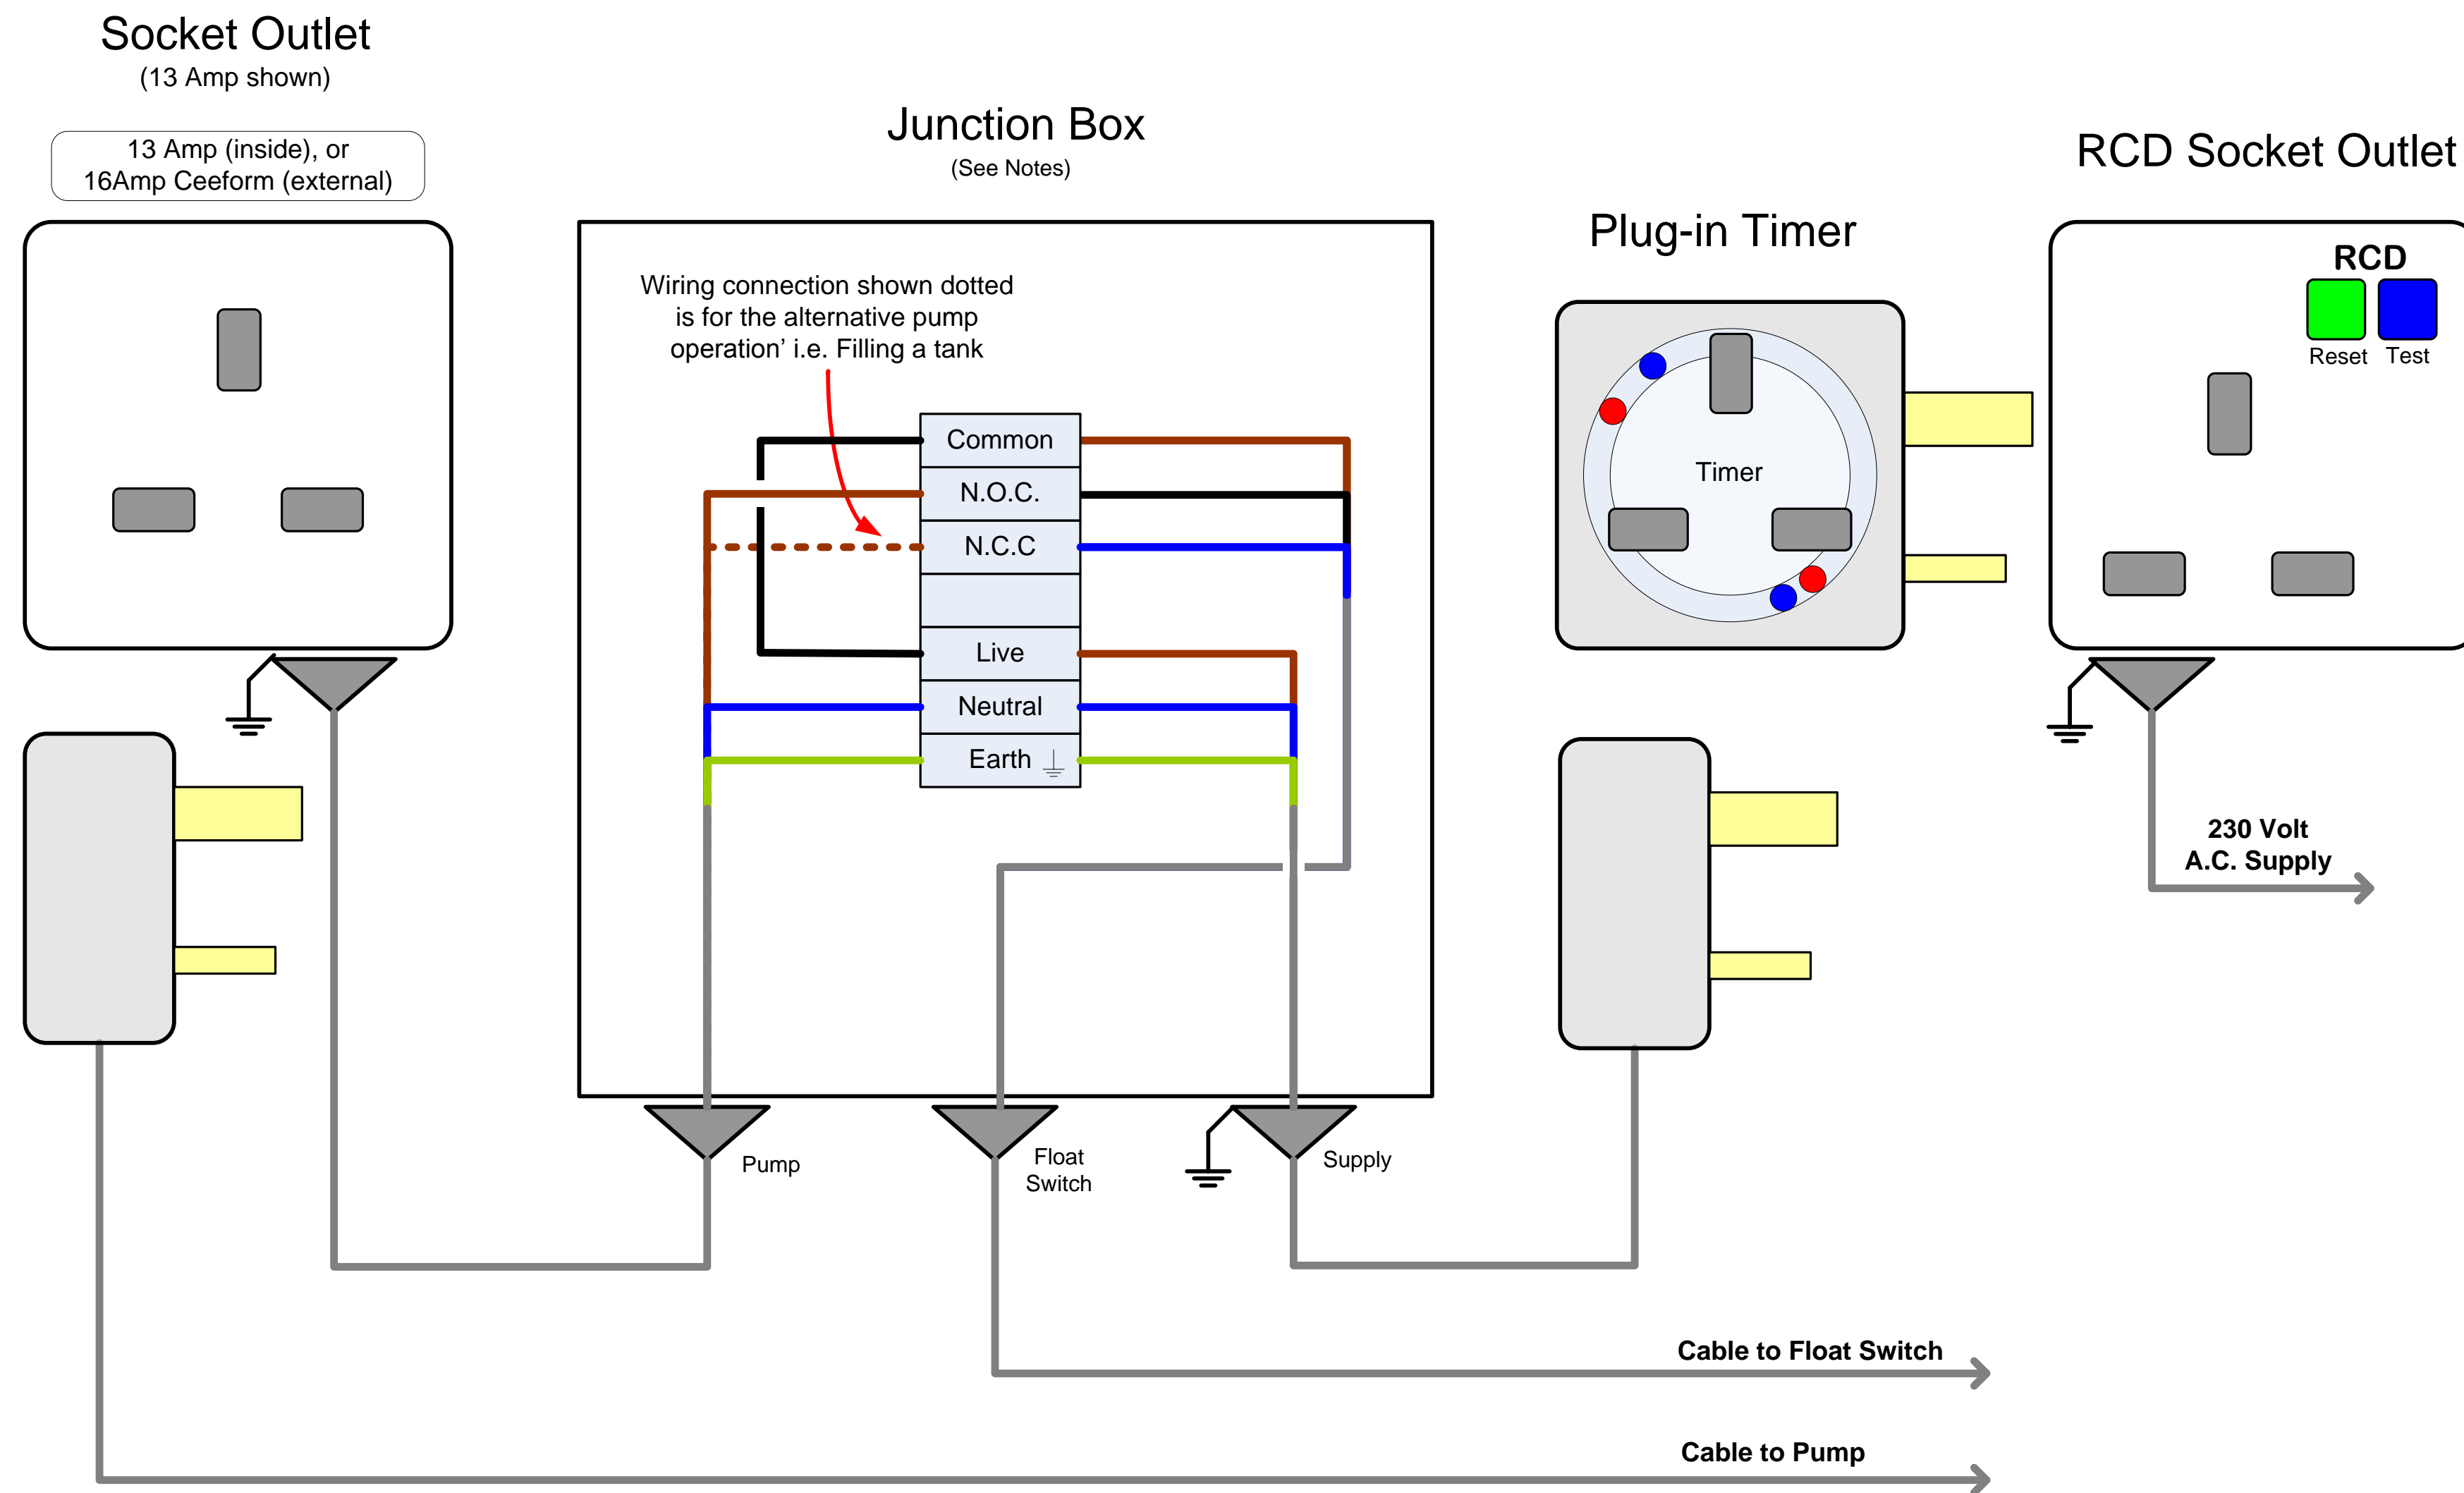 Socket Outlet
(13 Amp shown)
13 Amp (inside), or
16Amp Ceeform (external)
Junction Box
(See Notes)
Wiring connection shown dotted
is for the alternative pump
operation’ i.e. Filling a tank
Common
N.O.C.
N.C.C
Live
Neutral
Earth
Pump
Float
Switch
Supply
Plug-in Timer
Timer
RCD Socket Outlet
RCD
Reset Test
230 Volt
A.C. Supply
Cable to Float Switch
Cable to Pump